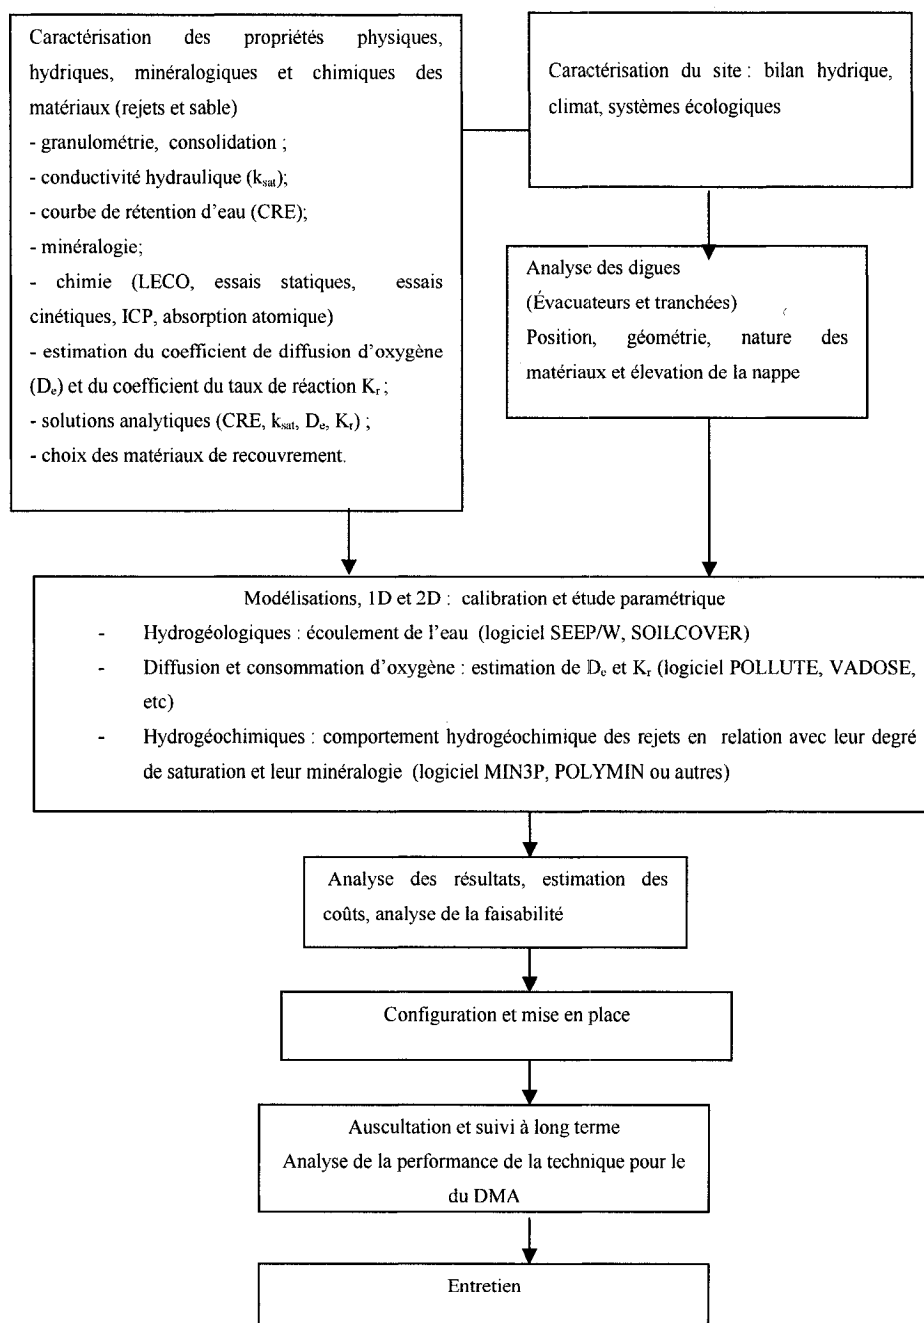 Caractérisation des propriétés physiques,
hydriques, minéralogiques et chimiques des
matériaux (rejets et sable)
- granulométrie, consolidation ;
- conductivité hydraulique (ksat);
- courbe de rétention d'eau (CRE);
- minéralogie;
- chimie (LECO, essais statiques, essais
cinétiques, ICP, absorption atomique)
- estimation du coefficient de diffusion d'oxygène
(De) et du coefficient du taux de réaction Kr ;
- solutions analytiques (CRE, ksat, De, Kr) ;
- choix des matériaux de recouvrement.
Caractérisation du site : bilan hydrique,
climat, systèmes écologiques
Analyse des digues
(Évacuateurs et tranchées)
Position, géométrie, nature des
matériaux et élevation de la nappe
Modélisations, 1D et 2D : calibration et étude paramétrique
- Hydrogéologiques : écoulement de l'eau (logiciel SEEP/W, SOILCOVER)
- Diffusion et consommation d'oxygène : estimation de De et Kr (logiciel POLLUTE, VADOSE,
etc)
- Hydrogéochimiques : comportement hydrogéochimique des rejets en relation avec leur degré
de saturation et leur minéralogie (logiciel MIN3P, POLYMIN ou autres)
Analyse des résultats, estimation des
coûts, analyse de la faisabilité
Configuration et mise en place
Auscultation et suivi à long terme
Analyse de la performance de la technique pour le
du DMA
Entretien